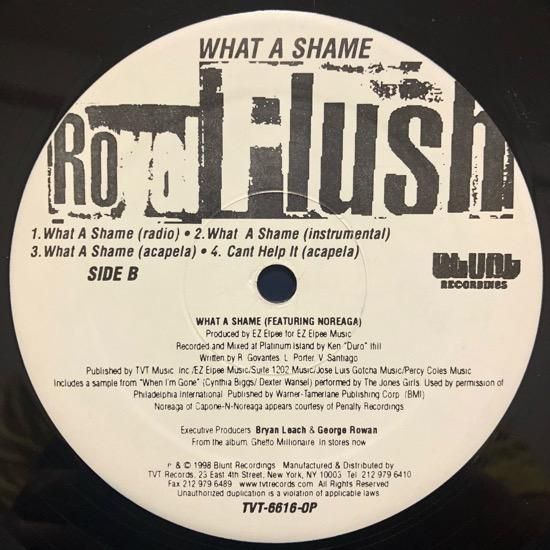 WHAT A SHAME
Royal Flush
1. What A Shame (radio) • 2. What A Shame (instrumental)
3. What A Shame (acapela) • 4. Cant Help It (acapela)
SIDE B
BLUNT
RECORDINGS
WHAT A SHAME (FEATURING NOREAGA)
Produced by EZ Elpee for EZ Elpee Music
Recorded and Mixed at Platinum Island by Ken "Duro" Ifill
Written by R. Govantes, L. Porter, V. Santiago
Published by TVT Music, Inc./EZ Elpee Music/Suite 1202 Music/Jose Luis Gotcha Music/Percy Coles Music
Includes a sample from "When I'm Gone" (Cynthia Biggs/ Dexter Wansel) performed by The Jones Girls. Used by permission of
Philadelphia International. Published by Warner-Tamerlane Publishing Corp. (BMI)
Noreaga of Capone-N-Noreaga appears courtesy of Penalty Recordings
Executive Producers: Bryan Leach & George Rowan
From the album: Ghetto Millionaire In stores now
P & © 1998 Blunt Recordings Manufactured & Distributed by
TVT Records, 23 East 4th Street, New York, NY 10003 Tel 212 979 6410
Fax 212 979 6489 www.tvtrecords.com All Rights Reserved
Unauthorized duplication is a violation of applicable laws.
TVT-6616-0P